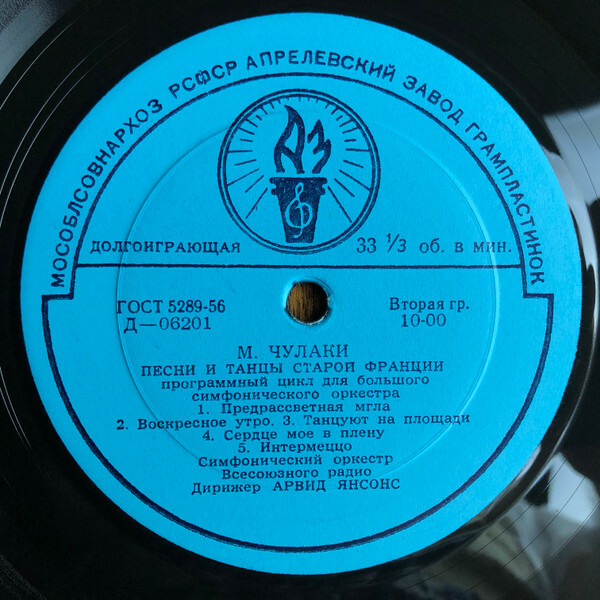 МОСОБЛСОВНАРХОЗ РСФСР АПРЕЛЕВСКИЙ ЗАВОД ГРАМПЛАСТИНОК
АЗ
ДОЛГОИГРАЮЩАЯ 33 1/3 об. в мин.
ГОСТ 5289-56 Вторая гр.
Д—06201 10-00
М. ЧУЛАКИ
ПЕСНИ И ТАНЦЫ СТАРОЙ ФРАНЦИИ
программный цикл для большого
симфонического оркестра
1. Предрассветная мгла
2. Воскресное утро. 3. Танцуют на площади
4. Сердце мое в плену
5. Интермеццо
Симфонический оркестр
Всесоюзного радио
Дирижер АРВИД ЯНСОНС